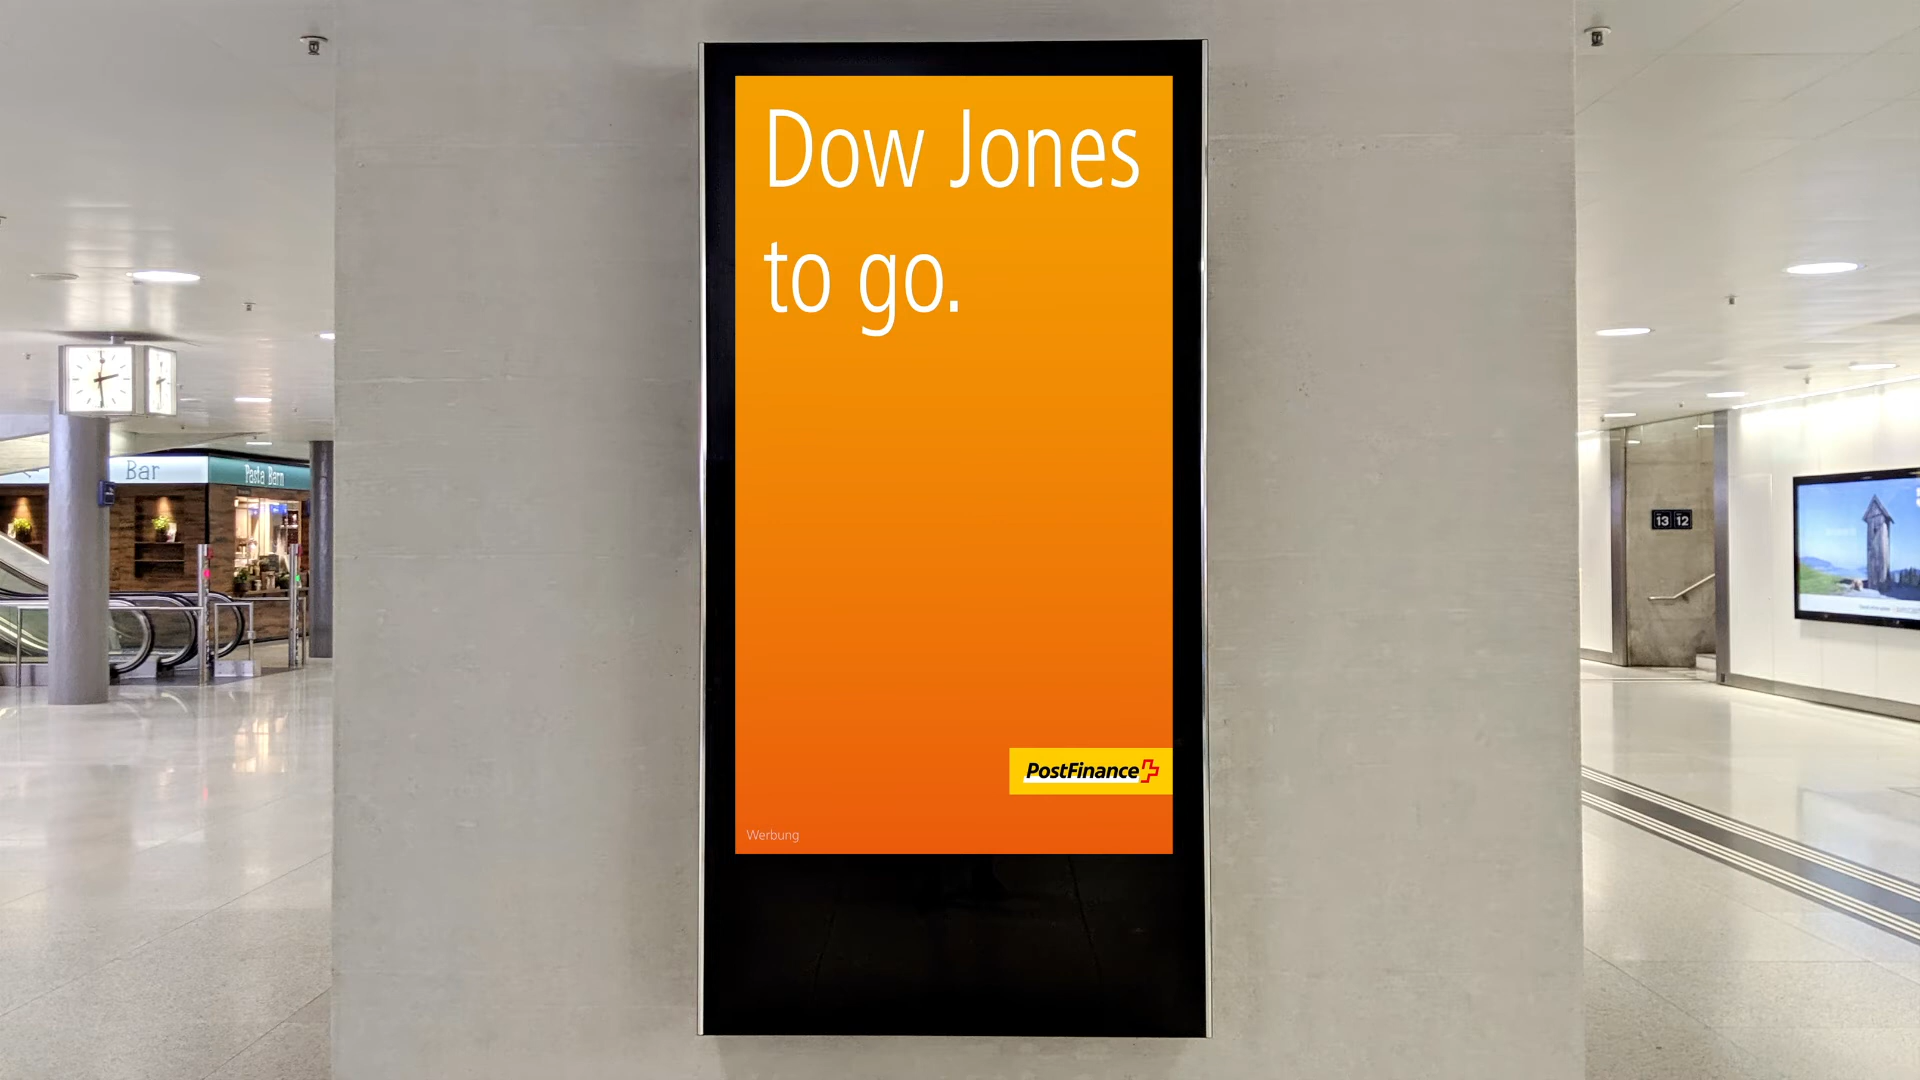 Dow Jones
to go.
PostFinance
Werbung
Bar
Pasta Barn
13 12